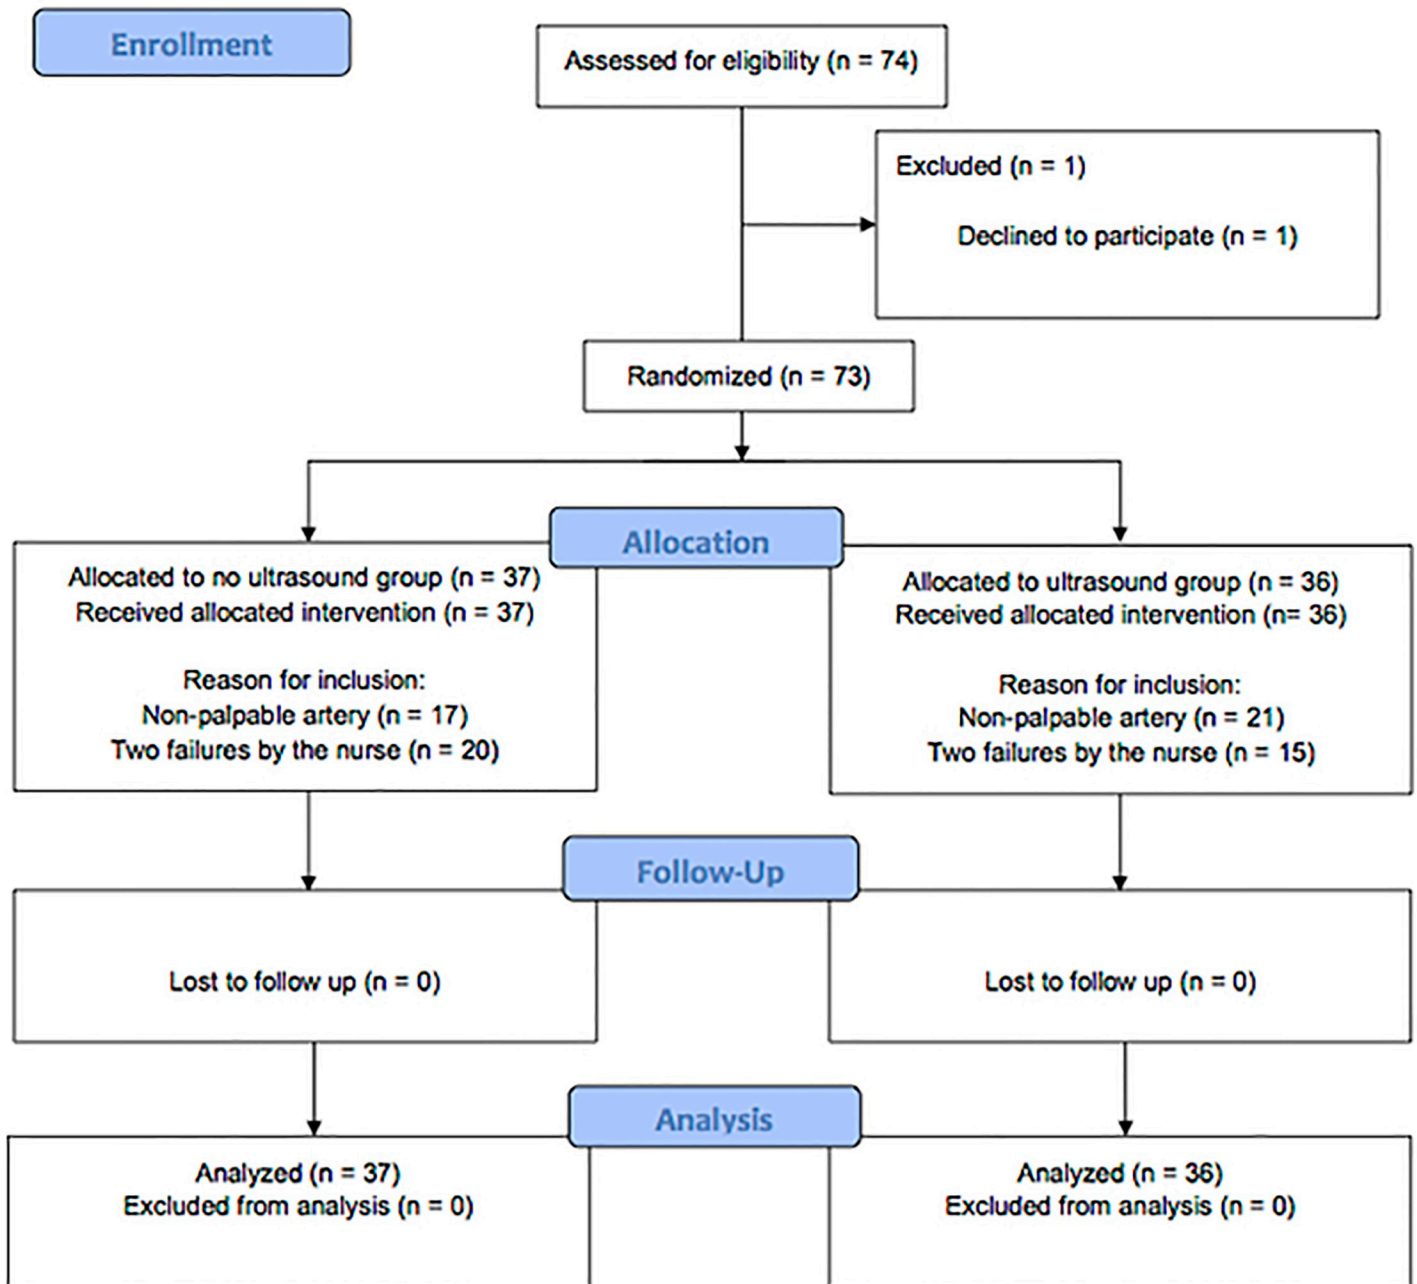 Enrollment
Assessed for eligibility (n = 74)
Excluded (n = 1)
Declined to participate (n = 1)
Randomized (n = 73)
Allocation
Allocated to no ultrasound group (n = 37)
Received allocated intervention (n = 37)
Reason for inclusion:
Non-palpable artery (n = 17)
Two failures by the nurse (n = 20)
Allocated to ultrasound group (n = 36)
Received allocated intervention (n= 36)
Reason for inclusion:
Non-palpable artery (n = 21)
Two failures by the nurse (n = 15)
Follow-Up
Lost to follow up (n = 0)
Lost to follow up (n = 0)
Analysis
Analyzed (n = 37)
Excluded from analysis (n = 0)
Analyzed (n = 36)
Excluded from analysis (n = 0)